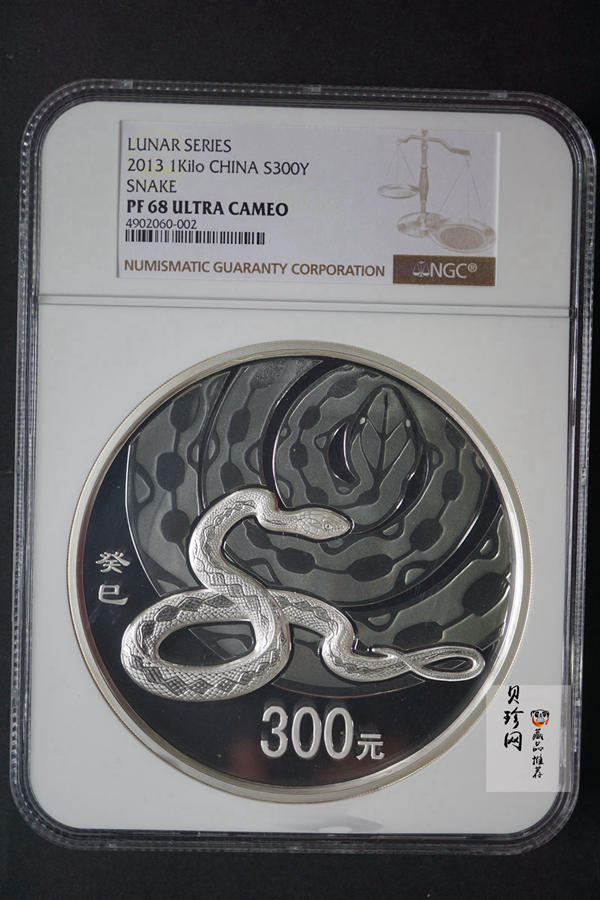 LUNAR SERIES
2013 1Kilo CHINA S300Y
SNAKE
PF 68 ULTRA CAMEO
4902060-002
NUMISMATIC GUARANTY CORPORATION
NGC®
癸巳
300元
贝珍网
藏品
推荐